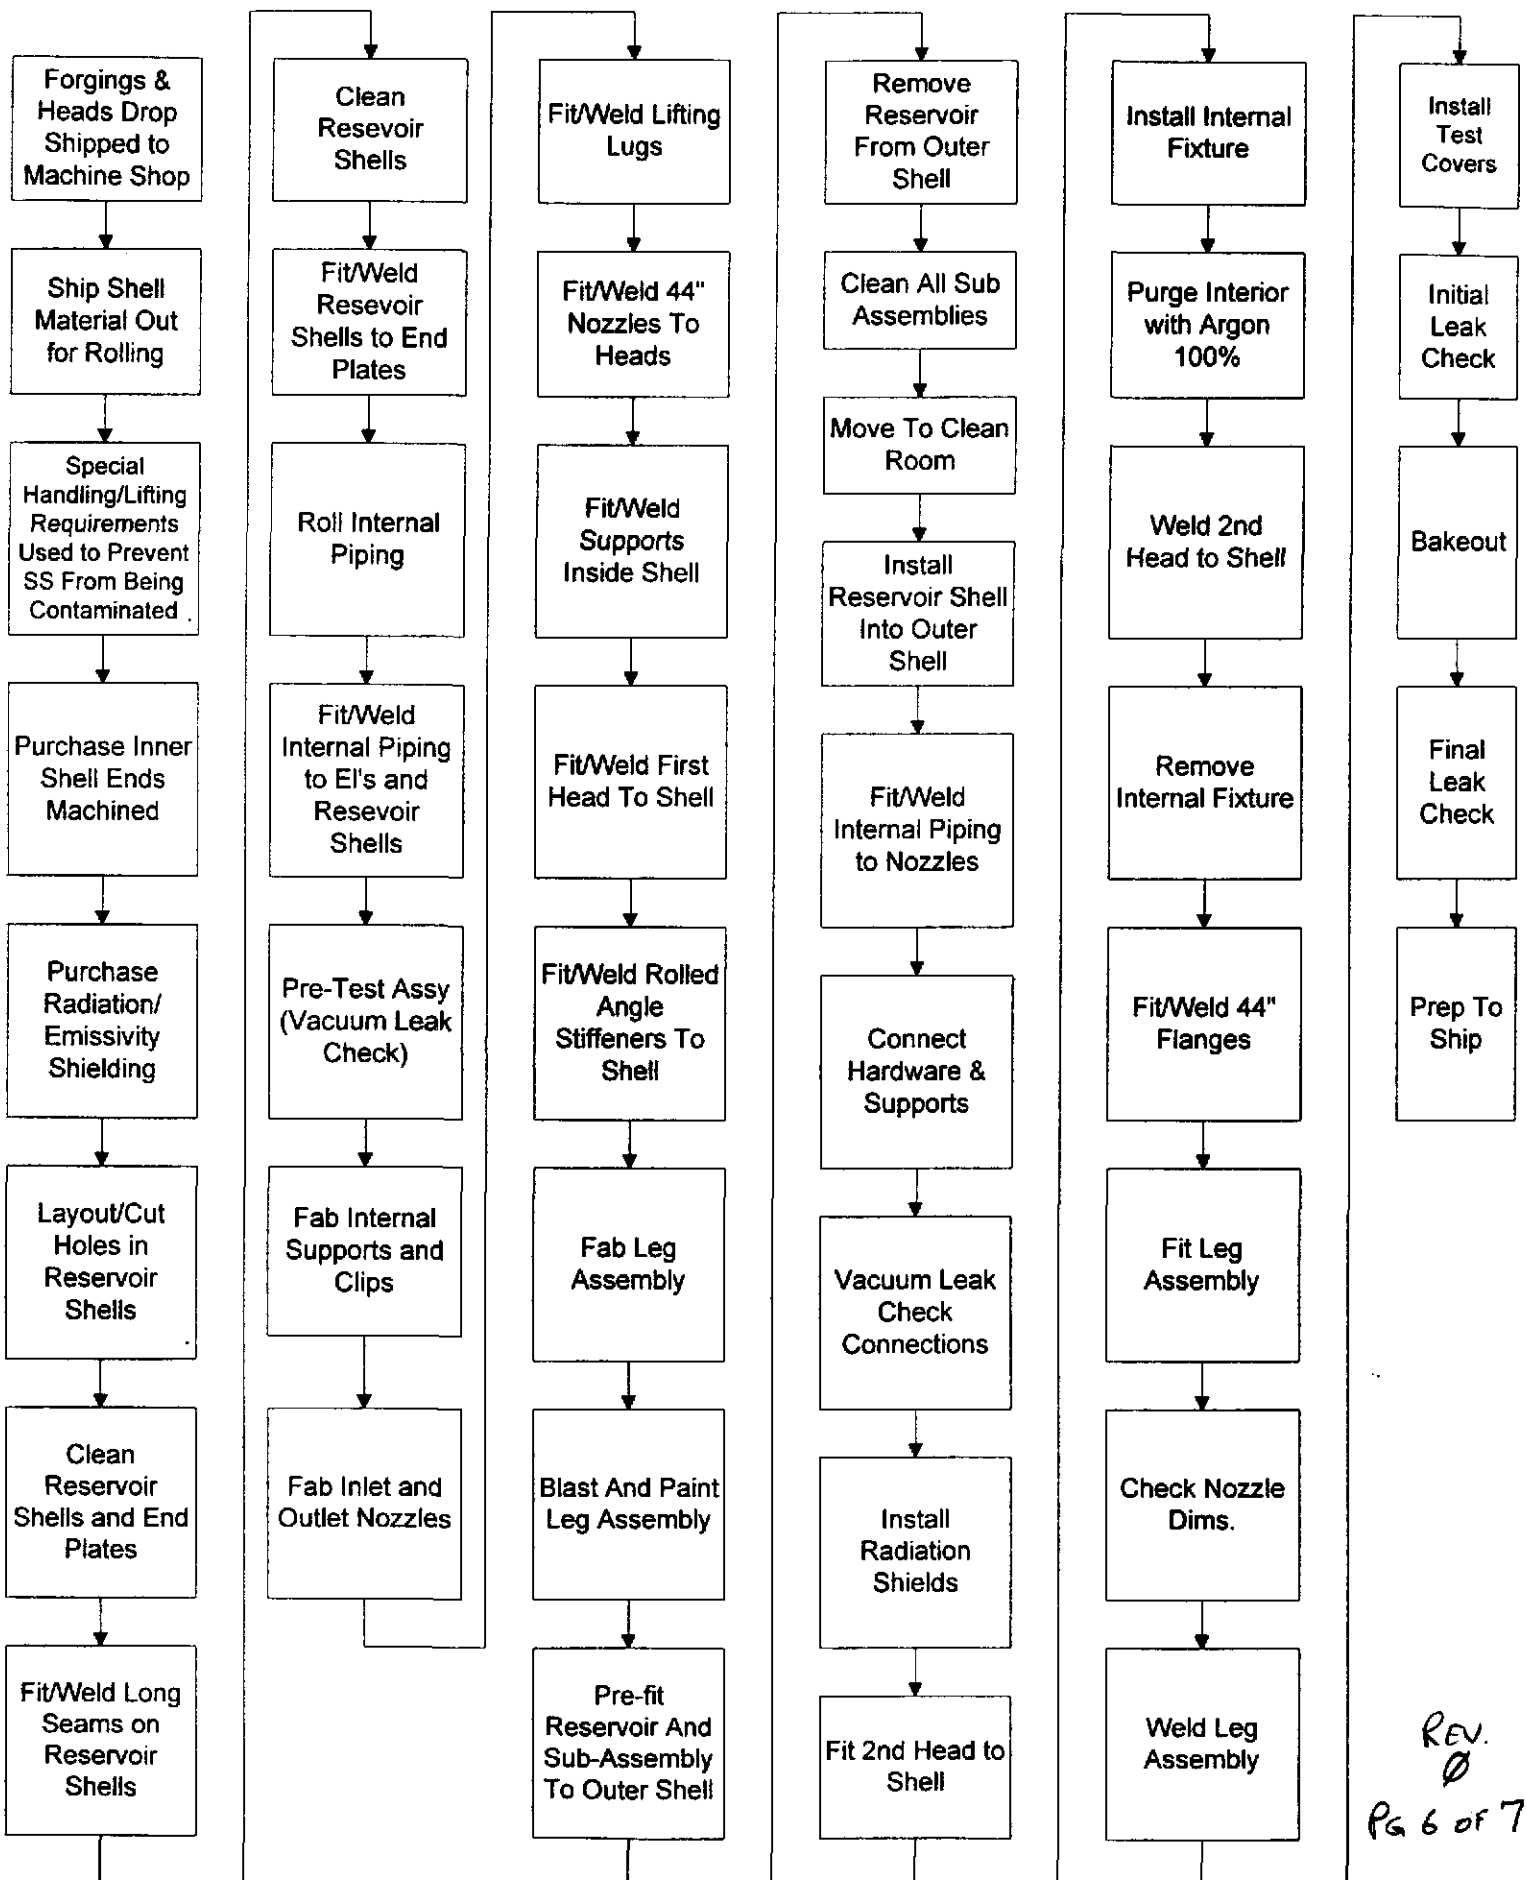 Forgings &
Heads Drop
Shipped to
Machine Shop
Ship Shell
Material Out
for Rolling
Special
Handling/Lifting
Requirements
Used to Prevent
SS From Being
Contaminated
Purchase Inner
Shell Ends
Machined
Purchase
Radiation/
Emissivity
Shielding
Layout/Cut
Holes in
Reservoir
Shells
Clean
Reservoir
Shells and End
Plates
Fit/Weld Long
Seams on
Reservoir
Shells
Clean
Resevoir
Shells
Fit/Weld
Resevoir
Shells to End
Plates
Roll Internal
Piping
Fit/Weld
Internal Piping
to El's and
Resevoir
Shells
Pre-Test Assy
(Vacuum Leak
Check)
Fab Internal
Supports and
Clips
Fab Inlet and
Outlet Nozzles
Fit/Weld Lifting
Lugs
Fit/Weld 44"
Nozzles To
Heads
Fit/Weld
Supports
Inside Shell
Fit/Weld First
Head To Shell
Fit/Weld Rolled
Angle
Stiffeners To
Shell
Fab Leg
Assembly
Blast And Paint
Leg Assembly
Pre-fit
Reservoir And
Sub-Assembly
To Outer Shell
Remove
Reservoir
From Outer
Shell
Clean All Sub
Assemblies
Move To Clean
Room
Install
Reservoir Shell
Into Outer
Shell
Fit/Weld
Internal Piping
to Nozzles
Connect
Hardware &
Supports
Vacuum Leak
Check
Connections
Install
Radiation
Shields
Fit 2nd Head to
Shell
Install Internal
Fixture
Purge Interior
with Argon
100%
Weld 2nd
Head to Shell
Remove
Internal Fixture
Fit/Weld 44"
Flanges
Fit Leg
Assembly
Check Nozzle
Dims.
Weld Leg
Assembly
Install
Test
Covers
Initial
Leak
Check
Bakeout
Final
Leak
Check
Prep To
Ship
REV.
Ø
PG 6 OF 7